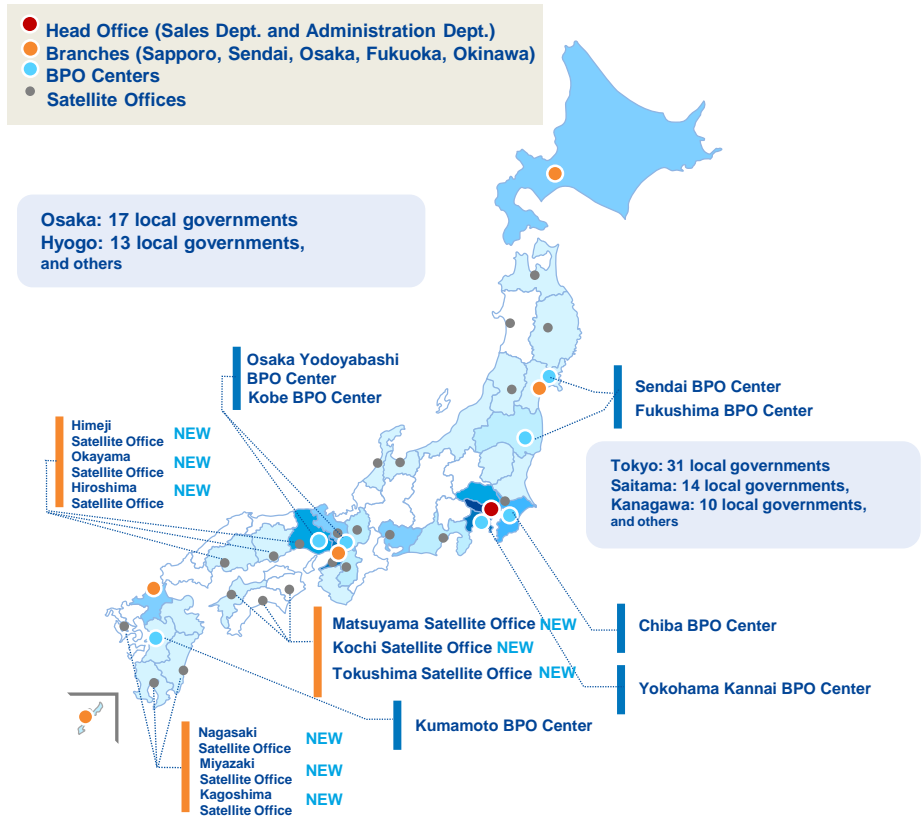 Head Office (Sales Dept. and Administration Dept.)
Branches (Sapporo, Sendai, Osaka, Fukuoka, Okinawa)
BPO Centers
Satellite Offices
Osaka: 17 local governments
Hyogo: 13 local governments,
and others
Osaka Yodoyabashi
BPO Center
Kobe BPO Center
Sendai BPO Center
Fukushima BPO Center
Himeji
Satellite Office NEW
Okayama
Satellite Office NEW
Hiroshima
Satellite Office NEW
Tokyo: 31 local governments
Saitama: 14 local governments,
Kanagawa: 10 local governments,
and others
Matsuyama Satellite Office NEW
Kochi Satellite Office NEW
Tokushima Satellite Office NEW
Chiba BPO Center
Yokohama Kannai BPO Center
Kumamoto BPO Center
Nagasaki
Satellite Office NEW
Miyazaki
Satellite Office NEW
Kagoshima
Satellite Office NEW